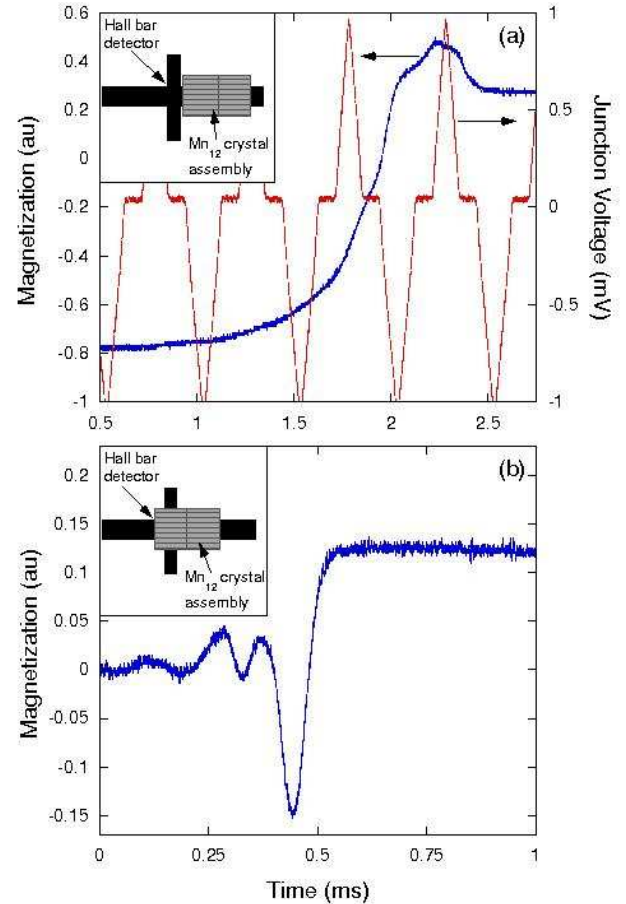 (a)
Hall bar
detector
Mn12 crystal
assembly
0.6
0.4
0.2
0
-0.2
-0.4
-0.6
-0.8
-1
Magnetization (au)
1
0.5
0
-0.5
-1
Junction Voltage (mV)
0.5 1 1.5 2 2.5
(b)
Hall bar
detector
Mn12 crystal
assembly
0.2
0.15
0.1
0.05
0
-0.05
-0.1
-0.15
Magnetization (au)
0 0.25 0.5 0.75 1
Time (ms)